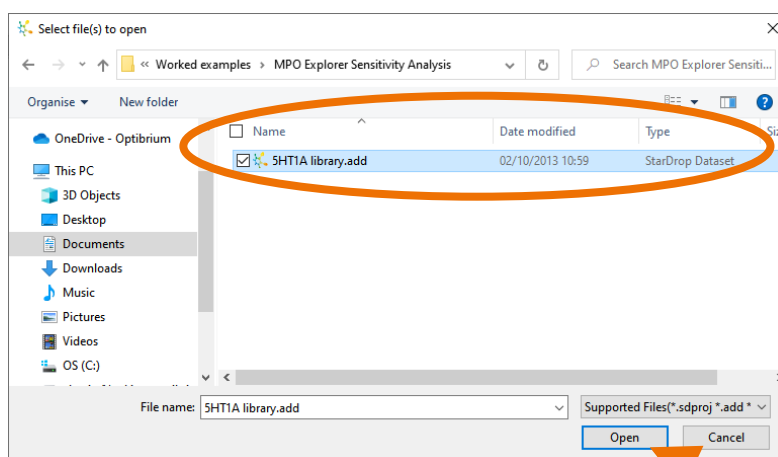 Select file(s) to open
« Worked examples > MPO Explorer Sensitivity Analysis
Search MPO Explorer Sensiti...
Organise
New folder
Name
Date modified
Type
OneDrive - Optibrium
5HT1A library.add
02/10/2013 10:59
StarDrop Dataset
This PC
3D Objects
Desktop
Documents
Downloads
Music
Pictures
Videos
OS (C:)
File name:
5HT1A library.add
Supported Files(*.sdproj *.add *
Open
Cancel